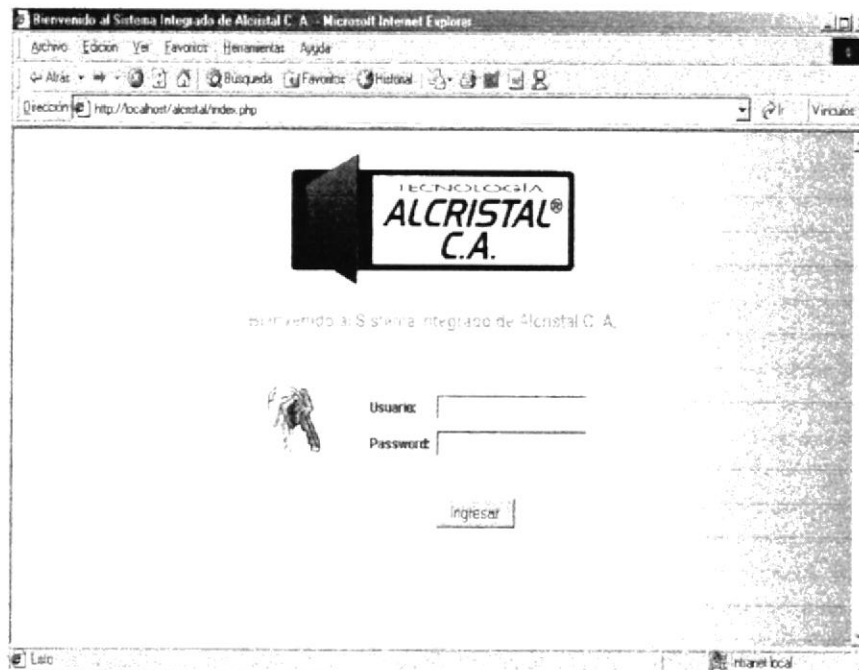 Bienvenido al Sistema Integrado de Alcristal C. A. - Microsoft Internet Explorer
Archivo Edición Ver Favoritos Herramientas Ayuda
Atrás Búsqueda Favoritos Historial
Dirección http://localhost/alcristal/index.php Ir Vínculos
TECNOLOGÍA
ALCRISTAL®
C.A.
Bienvenido al Sistema Integrado de Alcristal C. A.
Usuario:
Password:
Ingresar
Listo Intranet local